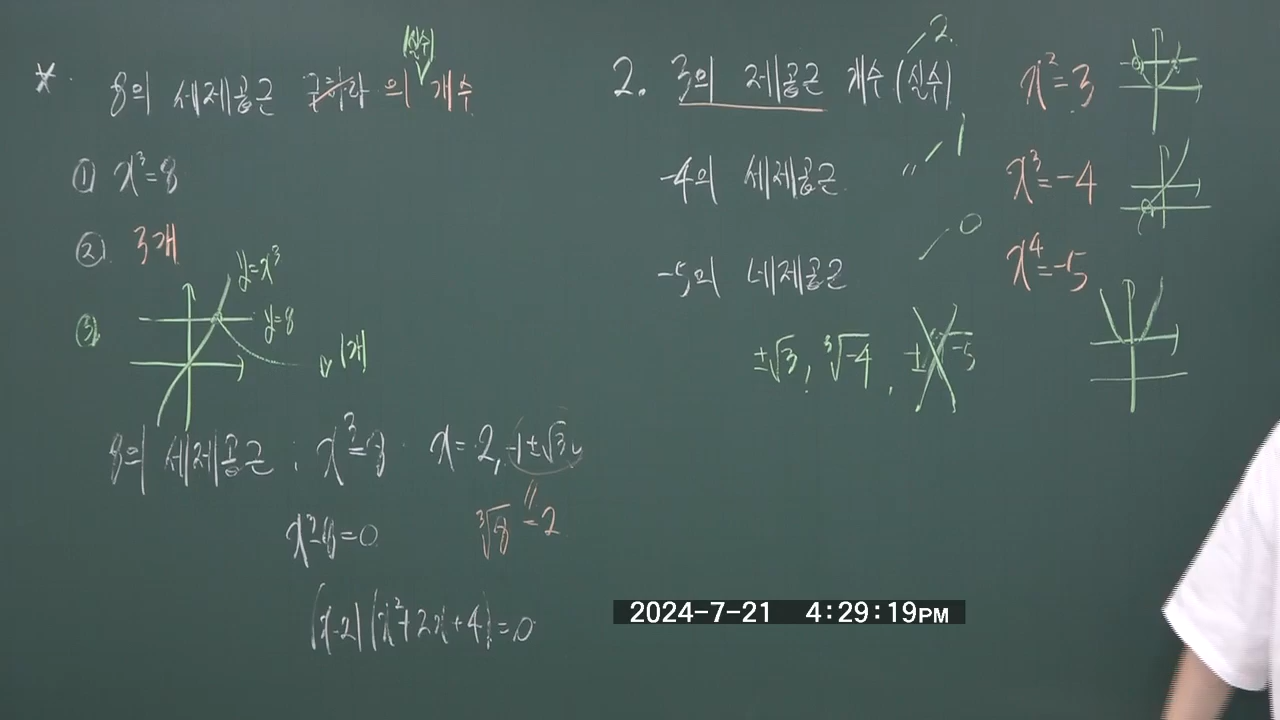 (실수)
* 8의 세제곱근 구하라 의 개수
① x³=8
② 3개
③ y=x³
y=8
1개
8의 세제곱근 : x³=8 x=2, -1±√3i
x³-8=0 ³√8=2
(x-2)(x²+2x+4)=0
2. 3의 제곱근 개수 (실수) 2 x²=3
-4의 세제곱근 〃 1 x³=-4
-5의 네제곱근 0 x⁴=-5
±√3, ³√-4, ±⁴√-5
2024-7-21 4:29:19PM